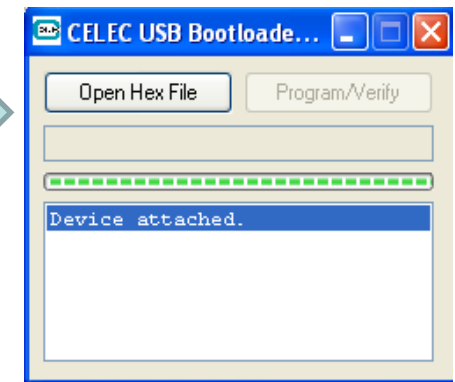 CELEC USB Bootloade...
Open Hex File Program/Verify
Device attached.